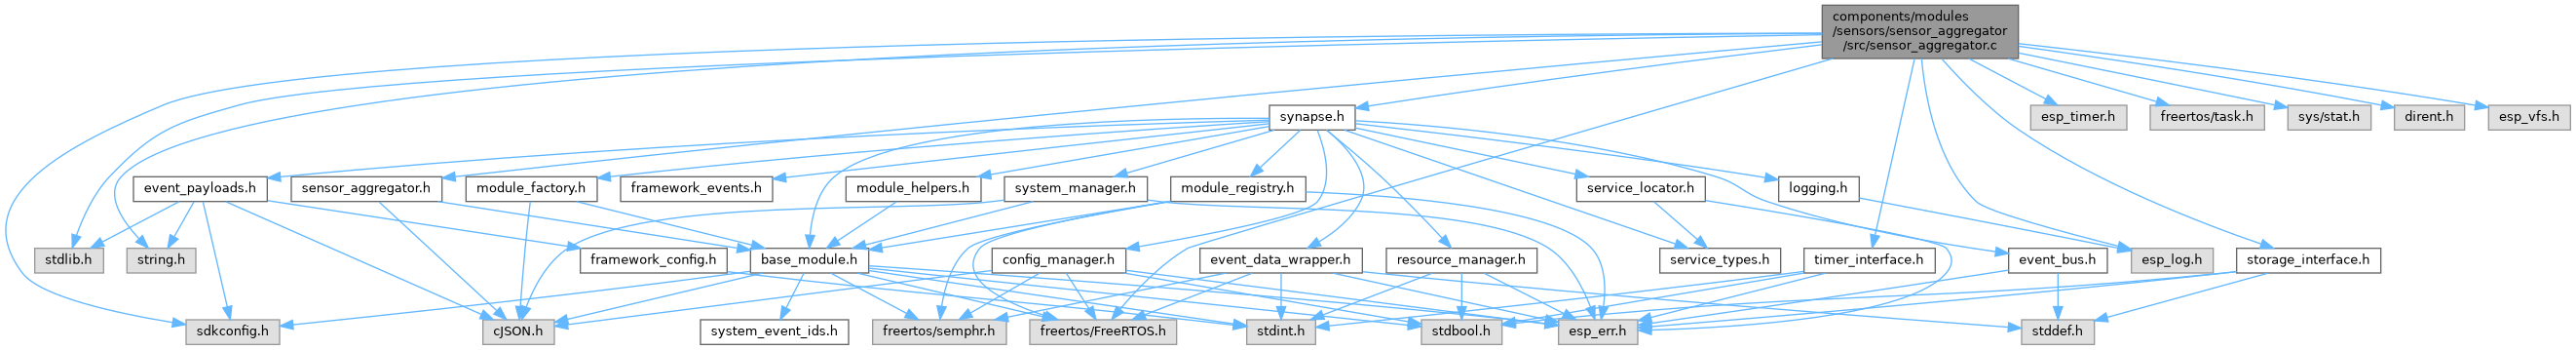 components/modules
/sensors/sensor_aggregator
/src/sensor_aggregator.c
synapse.h
esp_timer.h
freertos/task.h
sys/stat.h
dirent.h
esp_vfs.h
event_payloads.h
sensor_aggregator.h
module_factory.h
framework_events.h
module_helpers.h
system_manager.h
module_registry.h
service_locator.h
logging.h
stdlib.h
string.h
framework_config.h
base_module.h
config_manager.h
event_data_wrapper.h
resource_manager.h
service_types.h
timer_interface.h
event_bus.h
esp_log.h
storage_interface.h
sdkconfig.h
cJSON.h
system_event_ids.h
freertos/semphr.h
freertos/FreeRTOS.h
stdint.h
stdbool.h
esp_err.h
stddef.h